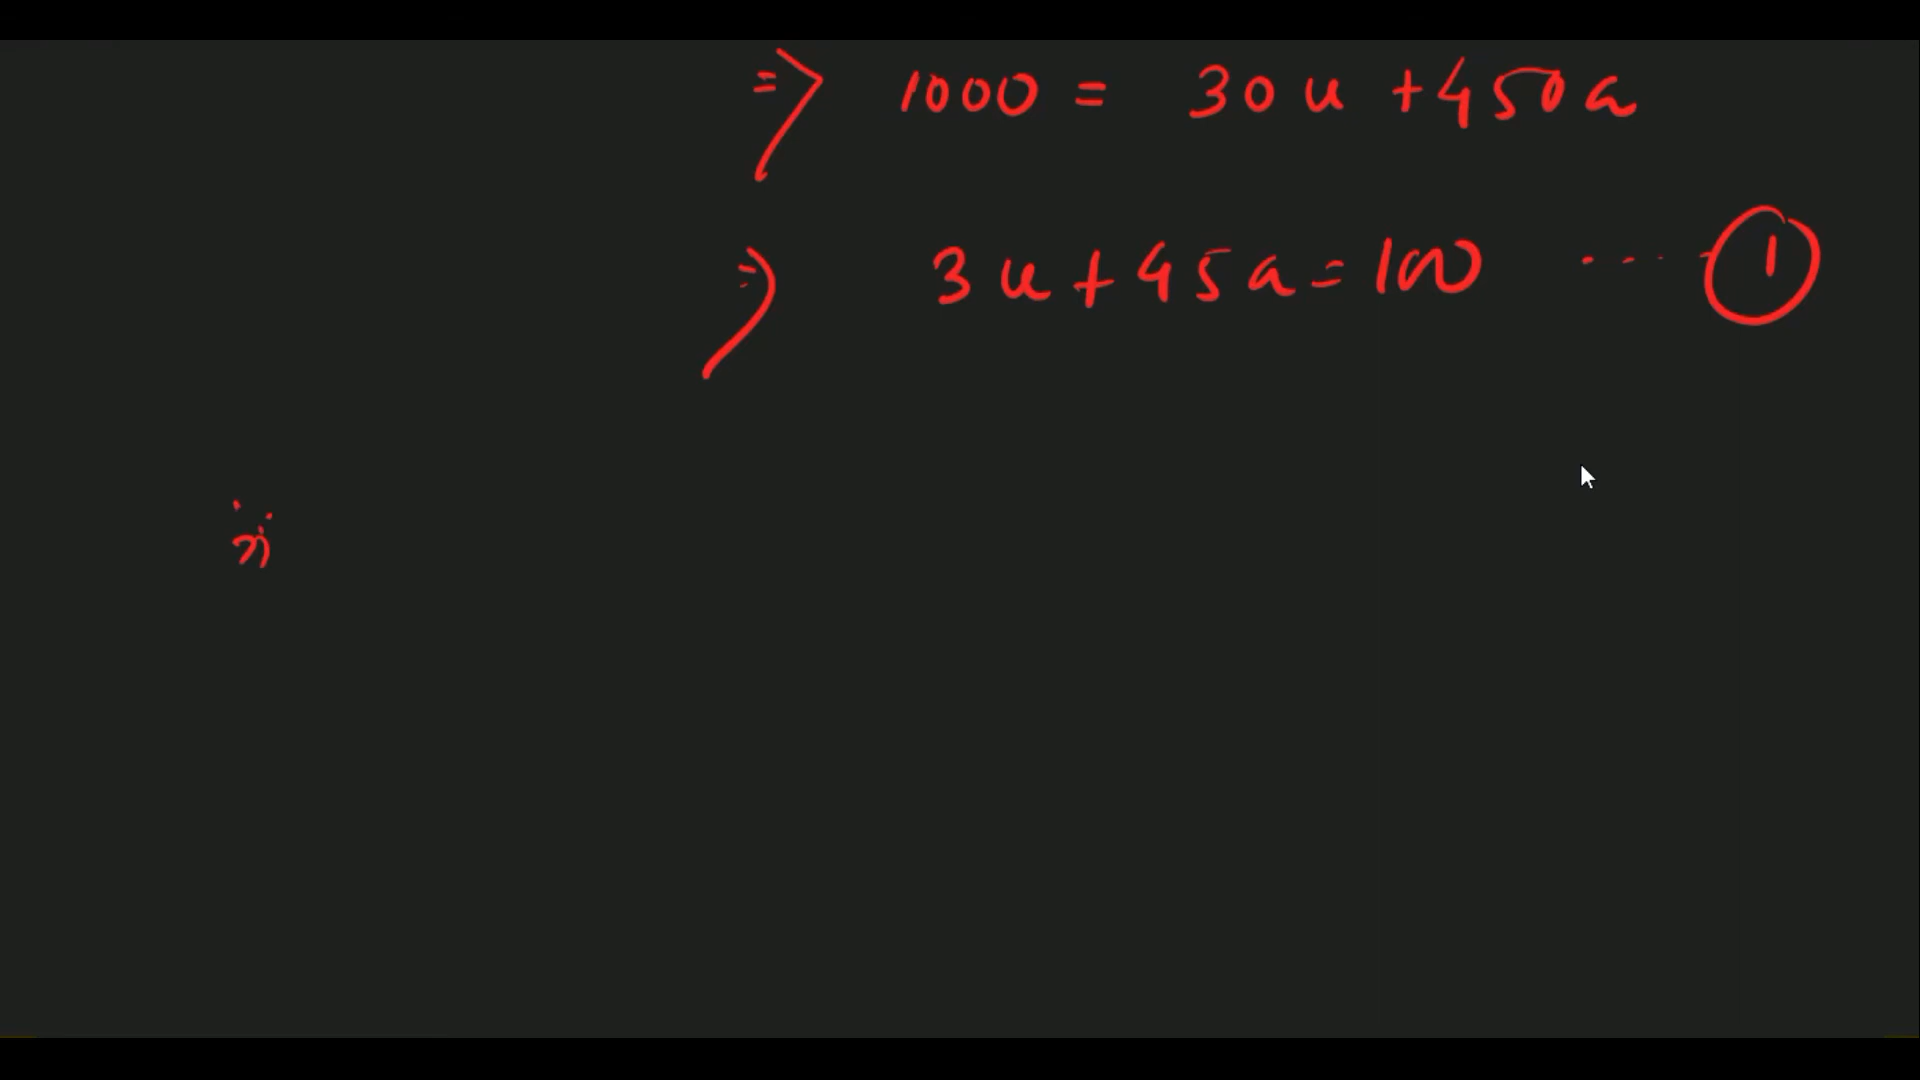 => 1000 = 30u + 450a
=> 3u + 45a = 100 .... 1